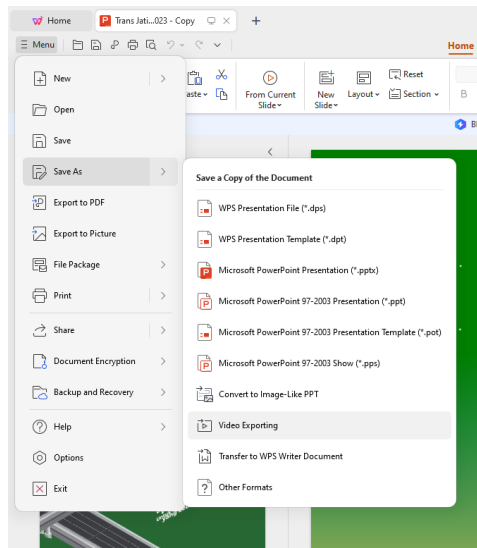 Home
Trans Jati...023 - Copy
Menu
Home
New
Open
Save
Save As
Export to PDF
Export to Picture
File Package
Print
Share
Document Encryption
Backup and Recovery
Help
Options
Exit
From Current
Slide
New
Slide
Layout
Reset
Section
B
Save a Copy of the Document
WPS Presentation File (*.dps)
WPS Presentation Template (*.dpt)
Microsoft PowerPoint Presentation (*.pptx)
Microsoft PowerPoint 97-2003 Presentation (*.ppt)
Microsoft PowerPoint 97-2003 Presentation Template (*.pot)
Microsoft PowerPoint 97-2003 Show (*.pps)
Convert to Image-Like PPT
Video Exporting
Transfer to WPS Writer Document
Other Formats